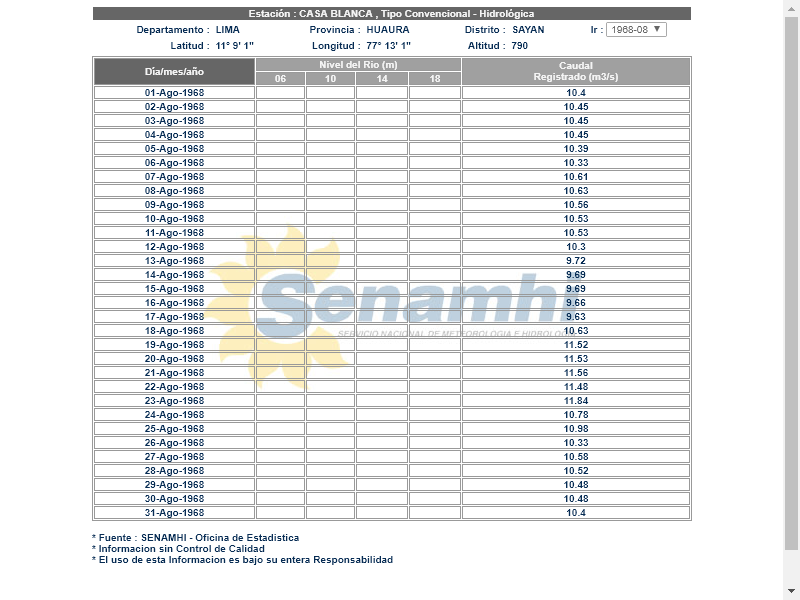 Estación : CASA BLANCA , Tipo Convencional - Hidrológica
Departamento : LIMA Provincia : HUAURA Distrito : SAYAN Ir : 1968-08
Latitud : 11° 9' 1" Longitud : 77° 13' 1" Altitud : 790
Día/mes/año Nivel del Rio (m) Caudal Registrado (m3/s)
06 10 14 18
01-Ago-1968 10.4
02-Ago-1968 10.45
03-Ago-1968 10.45
04-Ago-1968 10.45
05-Ago-1968 10.39
06-Ago-1968 10.33
07-Ago-1968 10.61
08-Ago-1968 10.63
09-Ago-1968 10.56
10-Ago-1968 10.53
11-Ago-1968 10.53
12-Ago-1968 10.3
13-Ago-1968 9.72
14-Ago-1968 9.69
15-Ago-1968 9.69
16-Ago-1968 9.66
17-Ago-1968 9.63
18-Ago-1968 10.63
19-Ago-1968 11.52
20-Ago-1968 11.53
21-Ago-1968 11.56
22-Ago-1968 11.48
23-Ago-1968 11.84
24-Ago-1968 10.78
25-Ago-1968 10.98
26-Ago-1968 10.33
27-Ago-1968 10.58
28-Ago-1968 10.52
29-Ago-1968 10.48
30-Ago-1968 10.48
31-Ago-1968 10.4
Senamhi
SERVICIO NACIONAL DE METEOROLOGIA E
* Fuente : SENAMHI - Oficina de Estadistica
* Informacion sin Control de Calidad
* El uso de esta Informacion es bajo su entera Responsabilidad